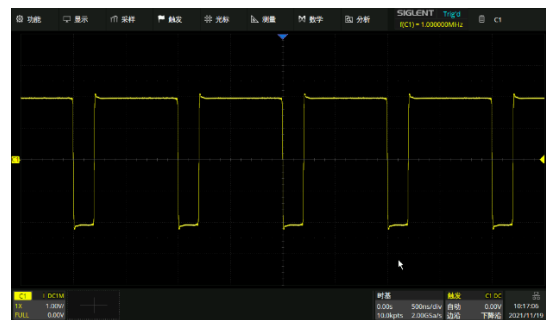 功能 显示 采样 触发 光标 测量 数学 分析 SIGLENT Trig'd C1
f(C1) = 1.000000MHz
C1
C1 DC1M 时基 触发 C1 DC
1X 1.00V/ 0.00s 500ns/div 自动 0.00V 10:17:06
FULL 0.00V 10.0kpts 2.00GSa/s 边沿 下降沿 2021/11/19